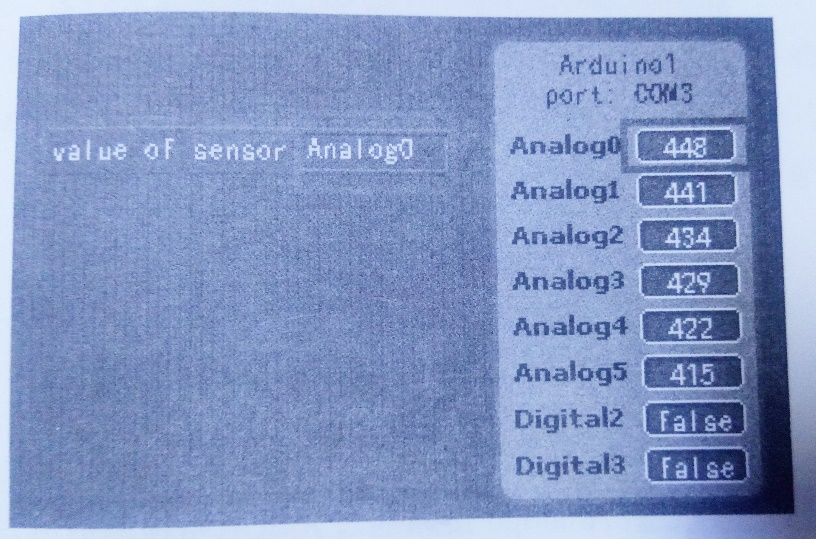 Arduino1
port: COM3
value of sensor Analog0
Analog0 448
Analog1 441
Analog2 434
Analog3 429
Analog4 422
Analog5 415
Digital2 false
Digital3 false